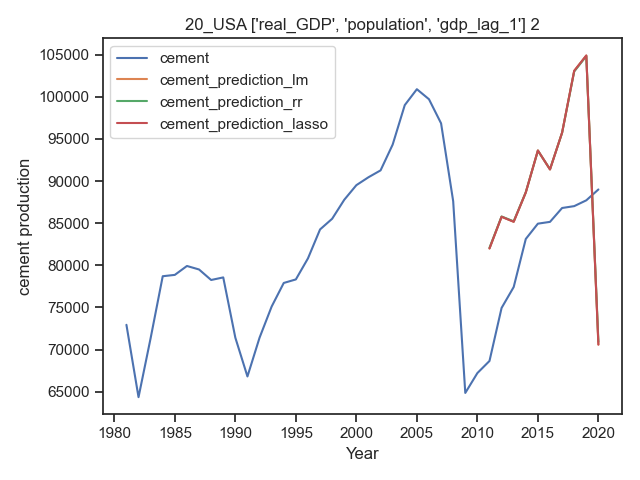 20_USA ['real_GDP', 'population', 'gdp_lag_1'] 2
cement
cement_prediction_lm
cement_prediction_rr
cement_prediction_lasso
105000
100000
95000
90000
85000
80000
75000
70000
65000
cement production
1980
1985
1990
1995
2000
2005
2010
2015
2020
Year